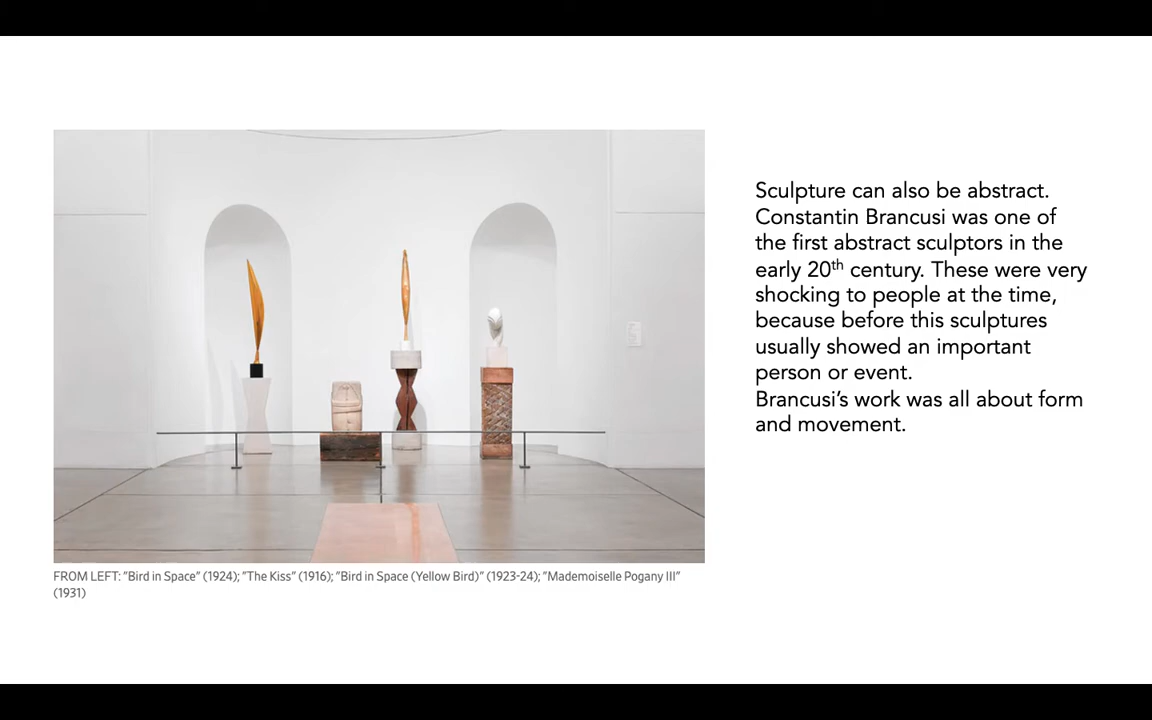 Sculpture can also be abstract.
Constantin Brancusi was one of
the first abstract sculptors in the
early 20th century. These were very
shocking to people at the time,
because before this sculptures
usually showed an important
person or event.
Brancusi’s work was all about form
and movement.
FROM LEFT: “Bird in Space” (1924); “The Kiss” (1916); “Bird in Space (Yellow Bird)” (1923-24); “Mademoiselle Pogany III”
(1931)